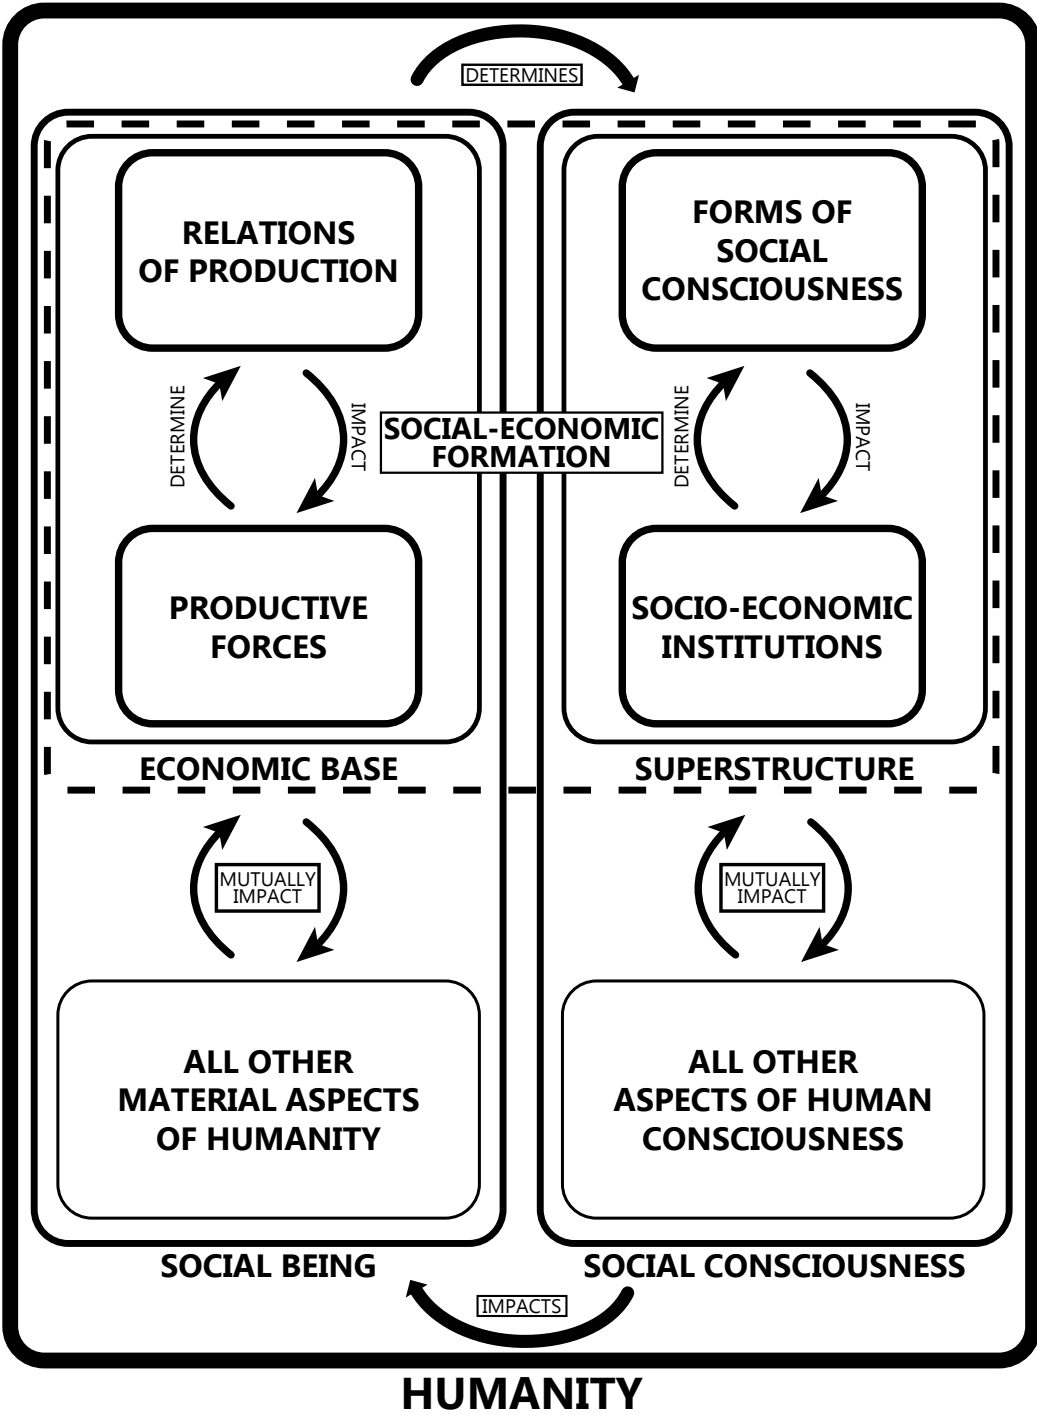 DETERMINES
RELATIONS
OF PRODUCTION
FORMS OF
SOCIAL
CONSCIOUSNESS
DETERMINE
IMPACT
SOCIAL-ECONOMIC
FORMATION
DETERMINE
IMPACT
PRODUCTIVE
FORCES
SOCIO-ECONOMIC
INSTITUTIONS
ECONOMIC BASE
SUPERSTRUCTURE
MUTUALLY
IMPACT
MUTUALLY
IMPACT
ALL OTHER
MATERIAL ASPECTS
OF HUMANITY
ALL OTHER
ASPECTS OF HUMAN
CONSCIOUSNESS
SOCIAL BEING
SOCIAL CONSCIOUSNESS
IMPACTS
HUMANITY